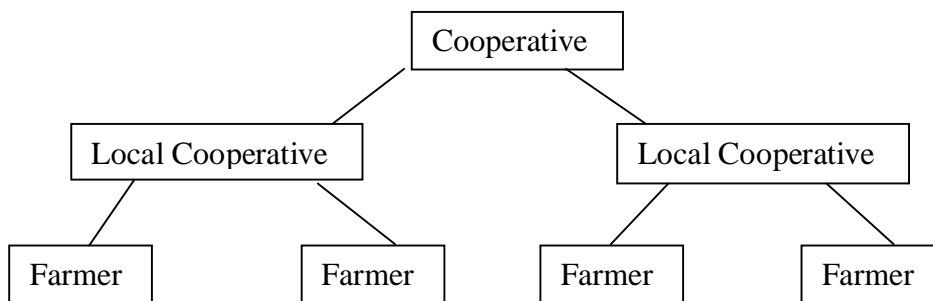 Cooperative
Local Cooperative
Local Cooperative
Farmer
Farmer
Farmer
Farmer